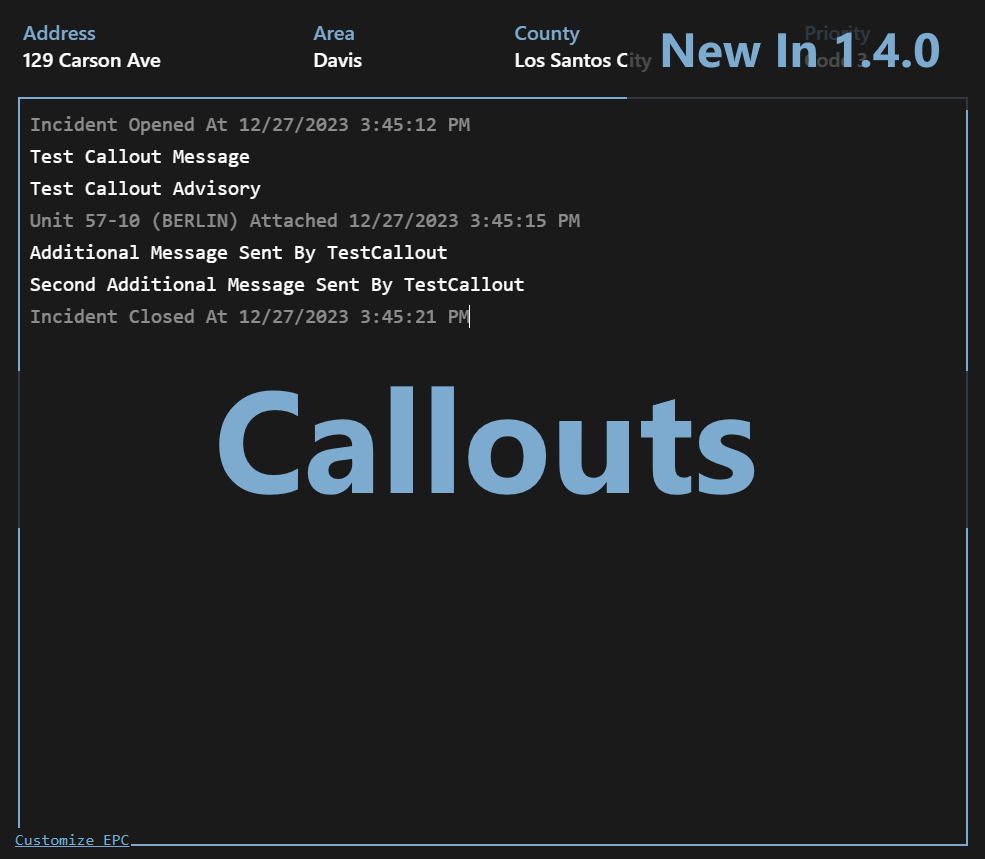 Address Area County Priority
129 Carson Ave Davis Los Santos City Code 3
New In 1.4.0
Incident Opened At 12/27/2023 3:45:12 PM
Test Callout Message
Test Callout Advisory
Unit 57-10 (BERLIN) Attached 12/27/2023 3:45:15 PM
Additional Message Sent By TestCallout
Second Additional Message Sent By TestCallout
Incident Closed At 12/27/2023 3:45:21 PM
Callouts
Customize EPC